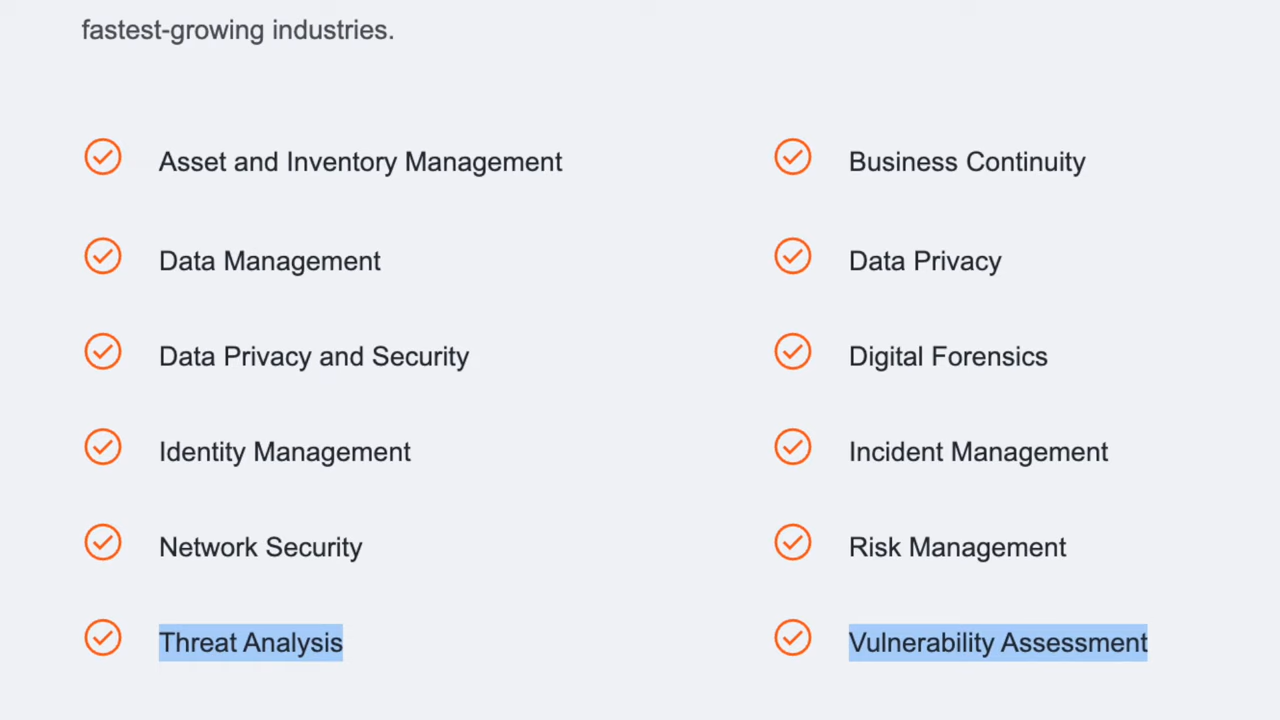 fastest-growing industries.
Asset and Inventory Management
Business Continuity
Data Management
Data Privacy
Data Privacy and Security
Digital Forensics
Identity Management
Incident Management
Network Security
Risk Management
Threat Analysis
Vulnerability Assessment